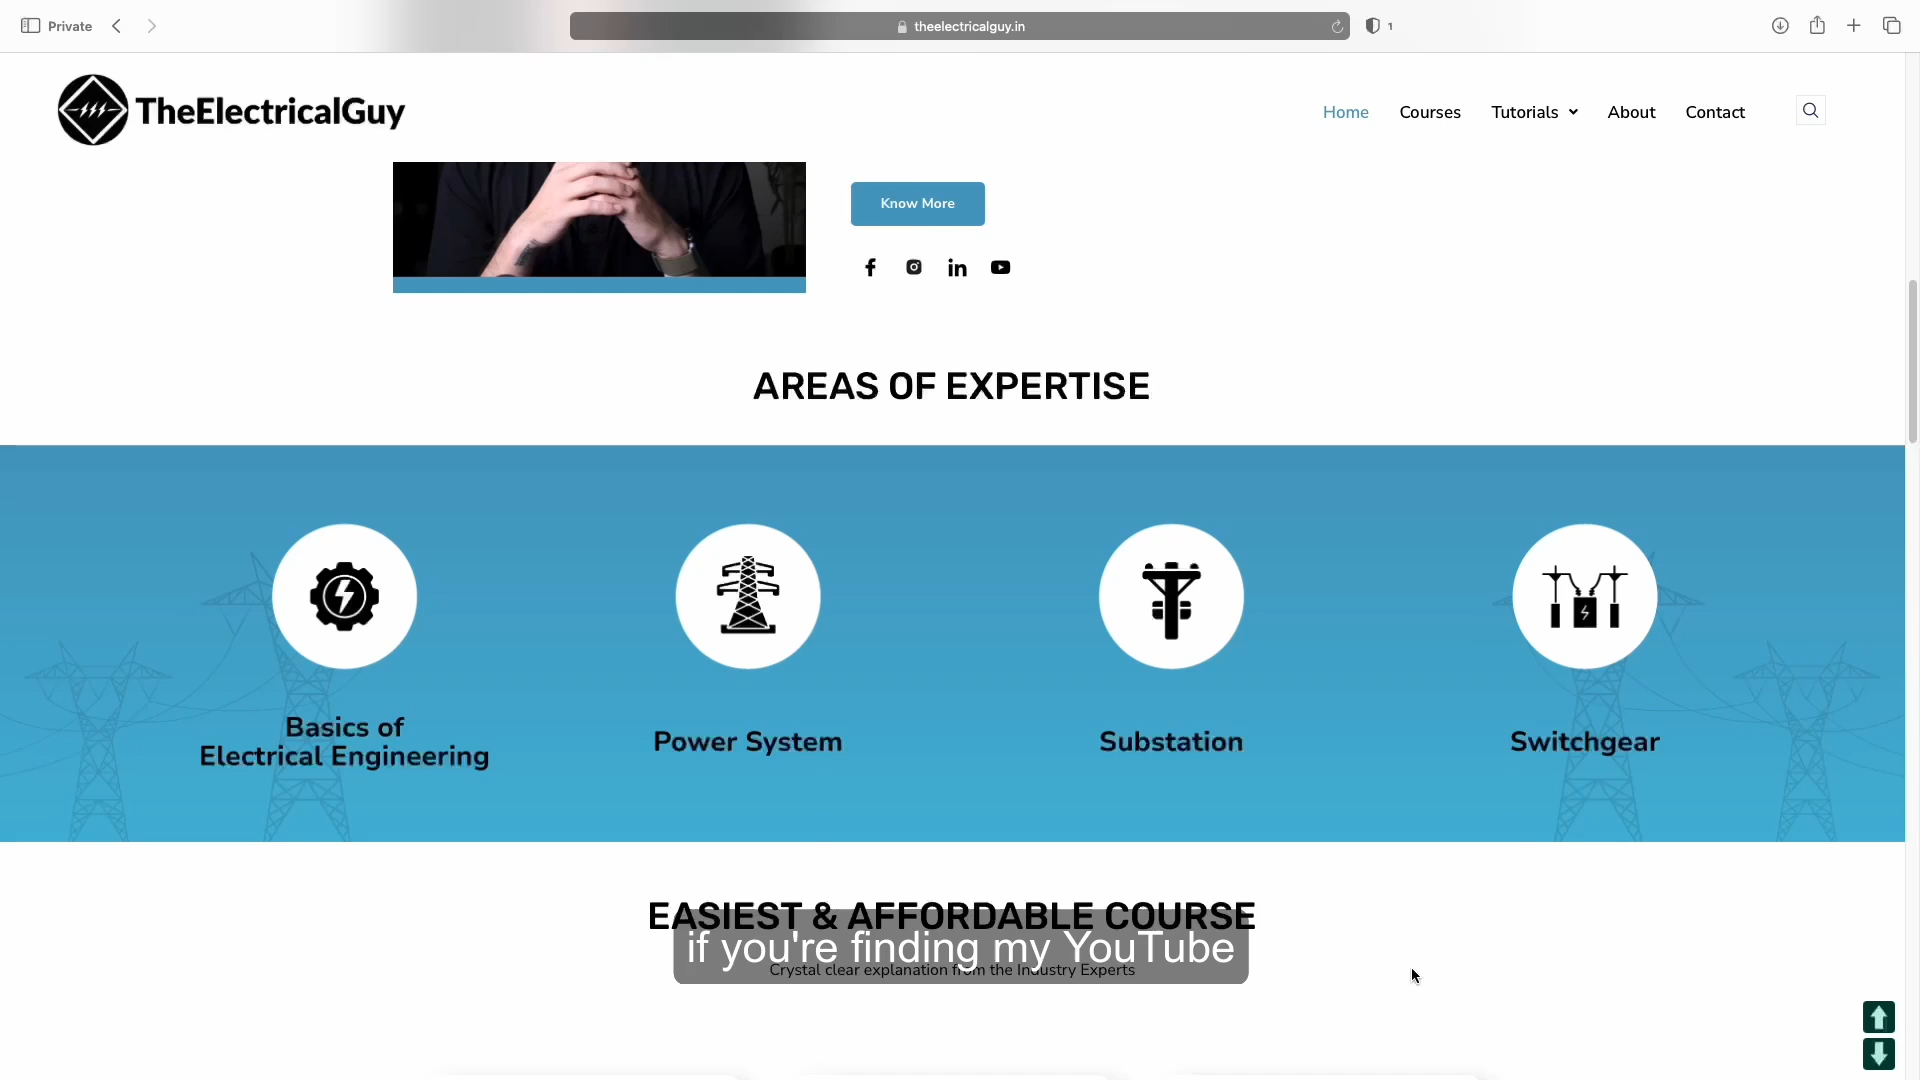 Private
theelectricalguy.in
1
TheElectricalGuy
Home Courses Tutorials About Contact
Know More
AREAS OF EXPERTISE
Basics of
Electrical Engineering
Power System
Substation
Switchgear
EASIEST & AFFORDABLE COURSE
if you're finding my YouTube
Crystal clear explanation from the Industry Experts